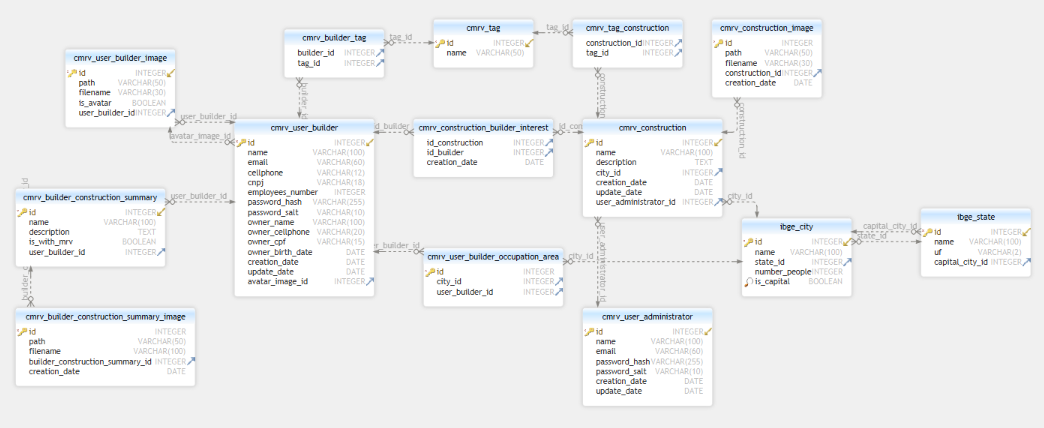 cmrv_user_builder_image
id INTEGER
path VARCHAR(50)
filename VARCHAR(30)
is_avatar BOOLEAN
user_builder_id INTEGER
cmrv_builder_tag
builder_id INTEGER
tag_id INTEGER
tag_id
cmrv_tag
id INTEGER
name VARCHAR(50)
tag_id
cmrv_tag_construction
construction_id INTEGER
tag_id INTEGER
cmrv_construction_image
id INTEGER
path VARCHAR(50)
filename VARCHAR(30)
construction_id INTEGER
creation_date DATE
builder_id
construction_
construction_id
user_builder_id
avatar_image_id
cmrv_user_builder
id INTEGER
name VARCHAR(100)
email VARCHAR(60)
cellphone VARCHAR(12)
cnpj VARCHAR(18)
employees_number INTEGER
password_hash VARCHAR(255)
password_salt VARCHAR(10)
owner_name VARCHAR(100)
owner_cellphone VARCHAR(20)
owner_cpf VARCHAR(15)
owner_birth_date DATE
creation_date DATE
update_date DATE
avatar_image_id INTEGER
d_builder
cmrv_construction_builder_interest
id_construction INTEGER
id_builder INTEGER
creation_date DATE
id_con
cmrv_construction
id INTEGER
name VARCHAR(100)
description TEXT
city_id INTEGER
creation_date DATE
update_date DATE
user_administrator_id INTEGER
city_id
user_administrator_id
_id
cmrv_builder_construction_summary
id INTEGER
name VARCHAR(100)
description TEXT
is_with_mrv BOOLEAN
user_builder_id INTEGER
user_builder_id
builder_c
er_builder_id
cmrv_user_builder_occupation_area
id INTEGER
city_id INTEGER
user_builder_id INTEGER
city_id
ibge_city
id INTEGER
name VARCHAR(100)
state_id INTEGER
number_people INTEGER
is_capital BOOLEAN
capital_city_id
state_id
ibge_state
id INTEGER
name VARCHAR(100)
uf VARCHAR(2)
capital_city_id INTEGER
cmrv_builder_construction_summary_image
id INTEGER
path VARCHAR(50)
filename VARCHAR(100)
builder_construction_summary_id INTEGER
creation_date DATE
cmrv_user_administrator
id INTEGER
name VARCHAR(100)
email VARCHAR(60)
password_hash VARCHAR(255)
password_salt VARCHAR(10)
creation_date DATE
update_date DATE